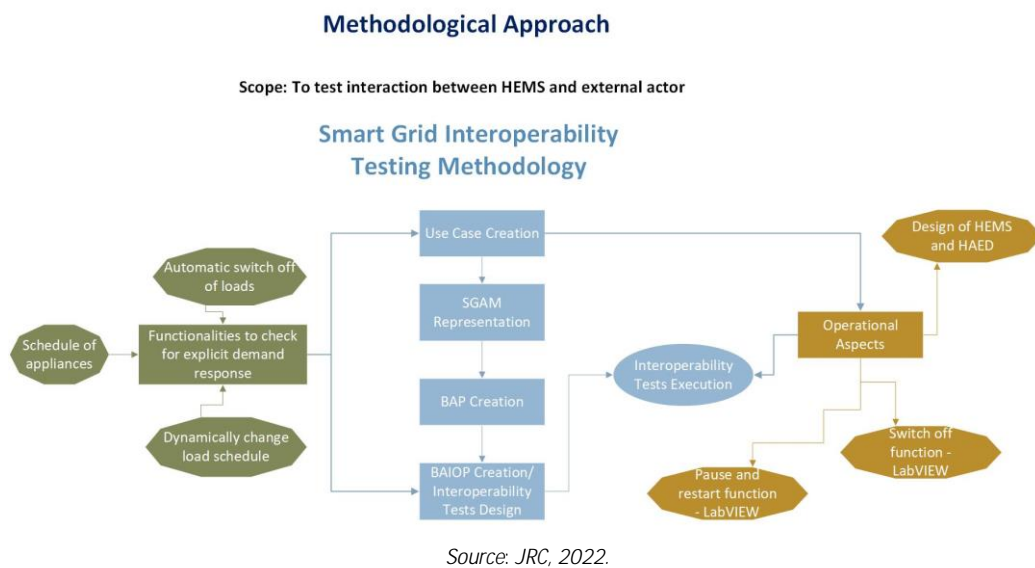 Methodological Approach
Scope: To test interaction between HEMS and external actor
Smart Grid Interoperability
Testing Methodology
Schedule of
appliances
Automatic switch off
of loads
Functionalities to check
for explicit demand
response
Dynamically change
load schedule
Use Case Creation
SGAM
Representation
BAP Creation
BAIOP Creation/
Interoperability
Tests Design
Interoperability
Tests Execution
Design of HEMS
and HAED
Operational
Aspects
Switch off
function -
LabVIEW
Pause and
restart function
- LabVIEW
Source: JRC, 2022.